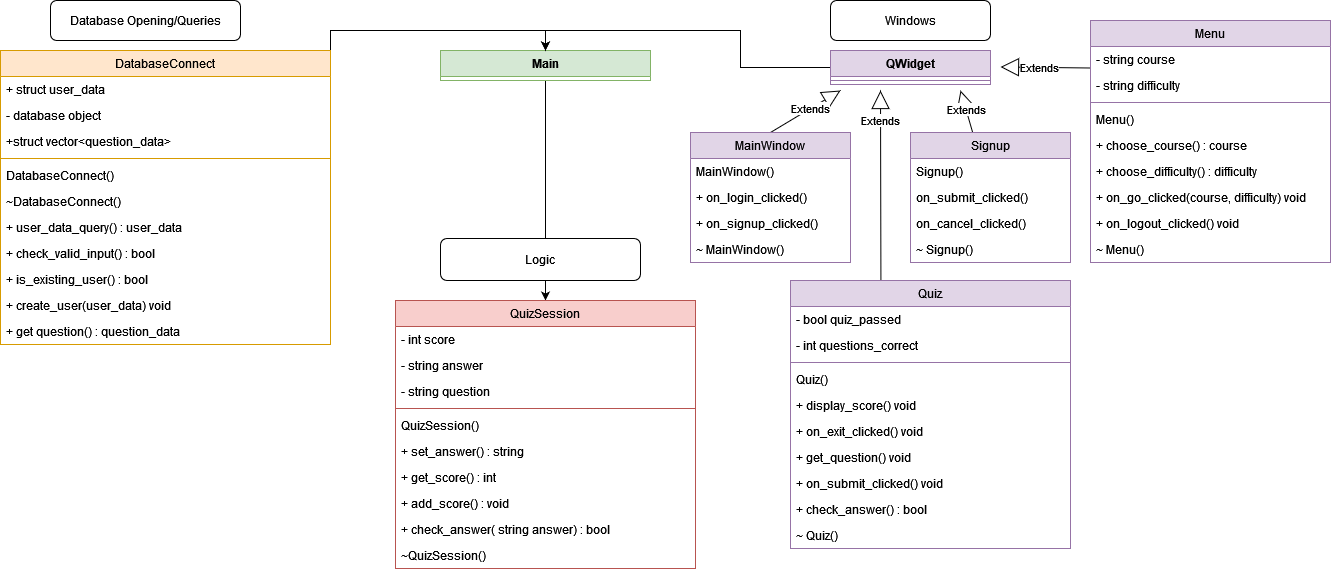 Database Opening/Queries
DatabaseConnect
+ struct user_data
- database object
+struct vector<question_data>
DatabaseConnect()
~DatabaseConnect()
+ user_data_query() : user_data
+ check_valid_input() : bool
+ is_existing_user() : bool
+ create_user(user_data) void
+ get question() : question_data
Main
Logic
QuizSession
- int score
- string answer
- string question
QuizSession()
+ set_answer() : string
+ get_score() : int
+ add_score() : void
+ check_answer( string answer) : bool
~QuizSession()
Windows
QWidget
Extends
Extends
Extends
Extends
MainWindow
MainWindow()
+ on_login_clicked()
+ on_signup_clicked()
~ MainWindow()
Signup
Signup()
on_submit_clicked()
on_cancel_clicked()
~ Signup()
Menu
- string course
- string difficulty
Menu()
+ choose_course() : course
+ choose_difficulty() : difficulty
+ on_go_clicked(course, difficulty) void
+ on_logout_clicked() void
~ Menu()
Quiz
- bool quiz_passed
- int questions_correct
Quiz()
+ display_score() void
+ on_exit_clicked() void
+ get_question() void
+ on_submit_clicked() void
+ check_answer() : bool
~ Quiz()